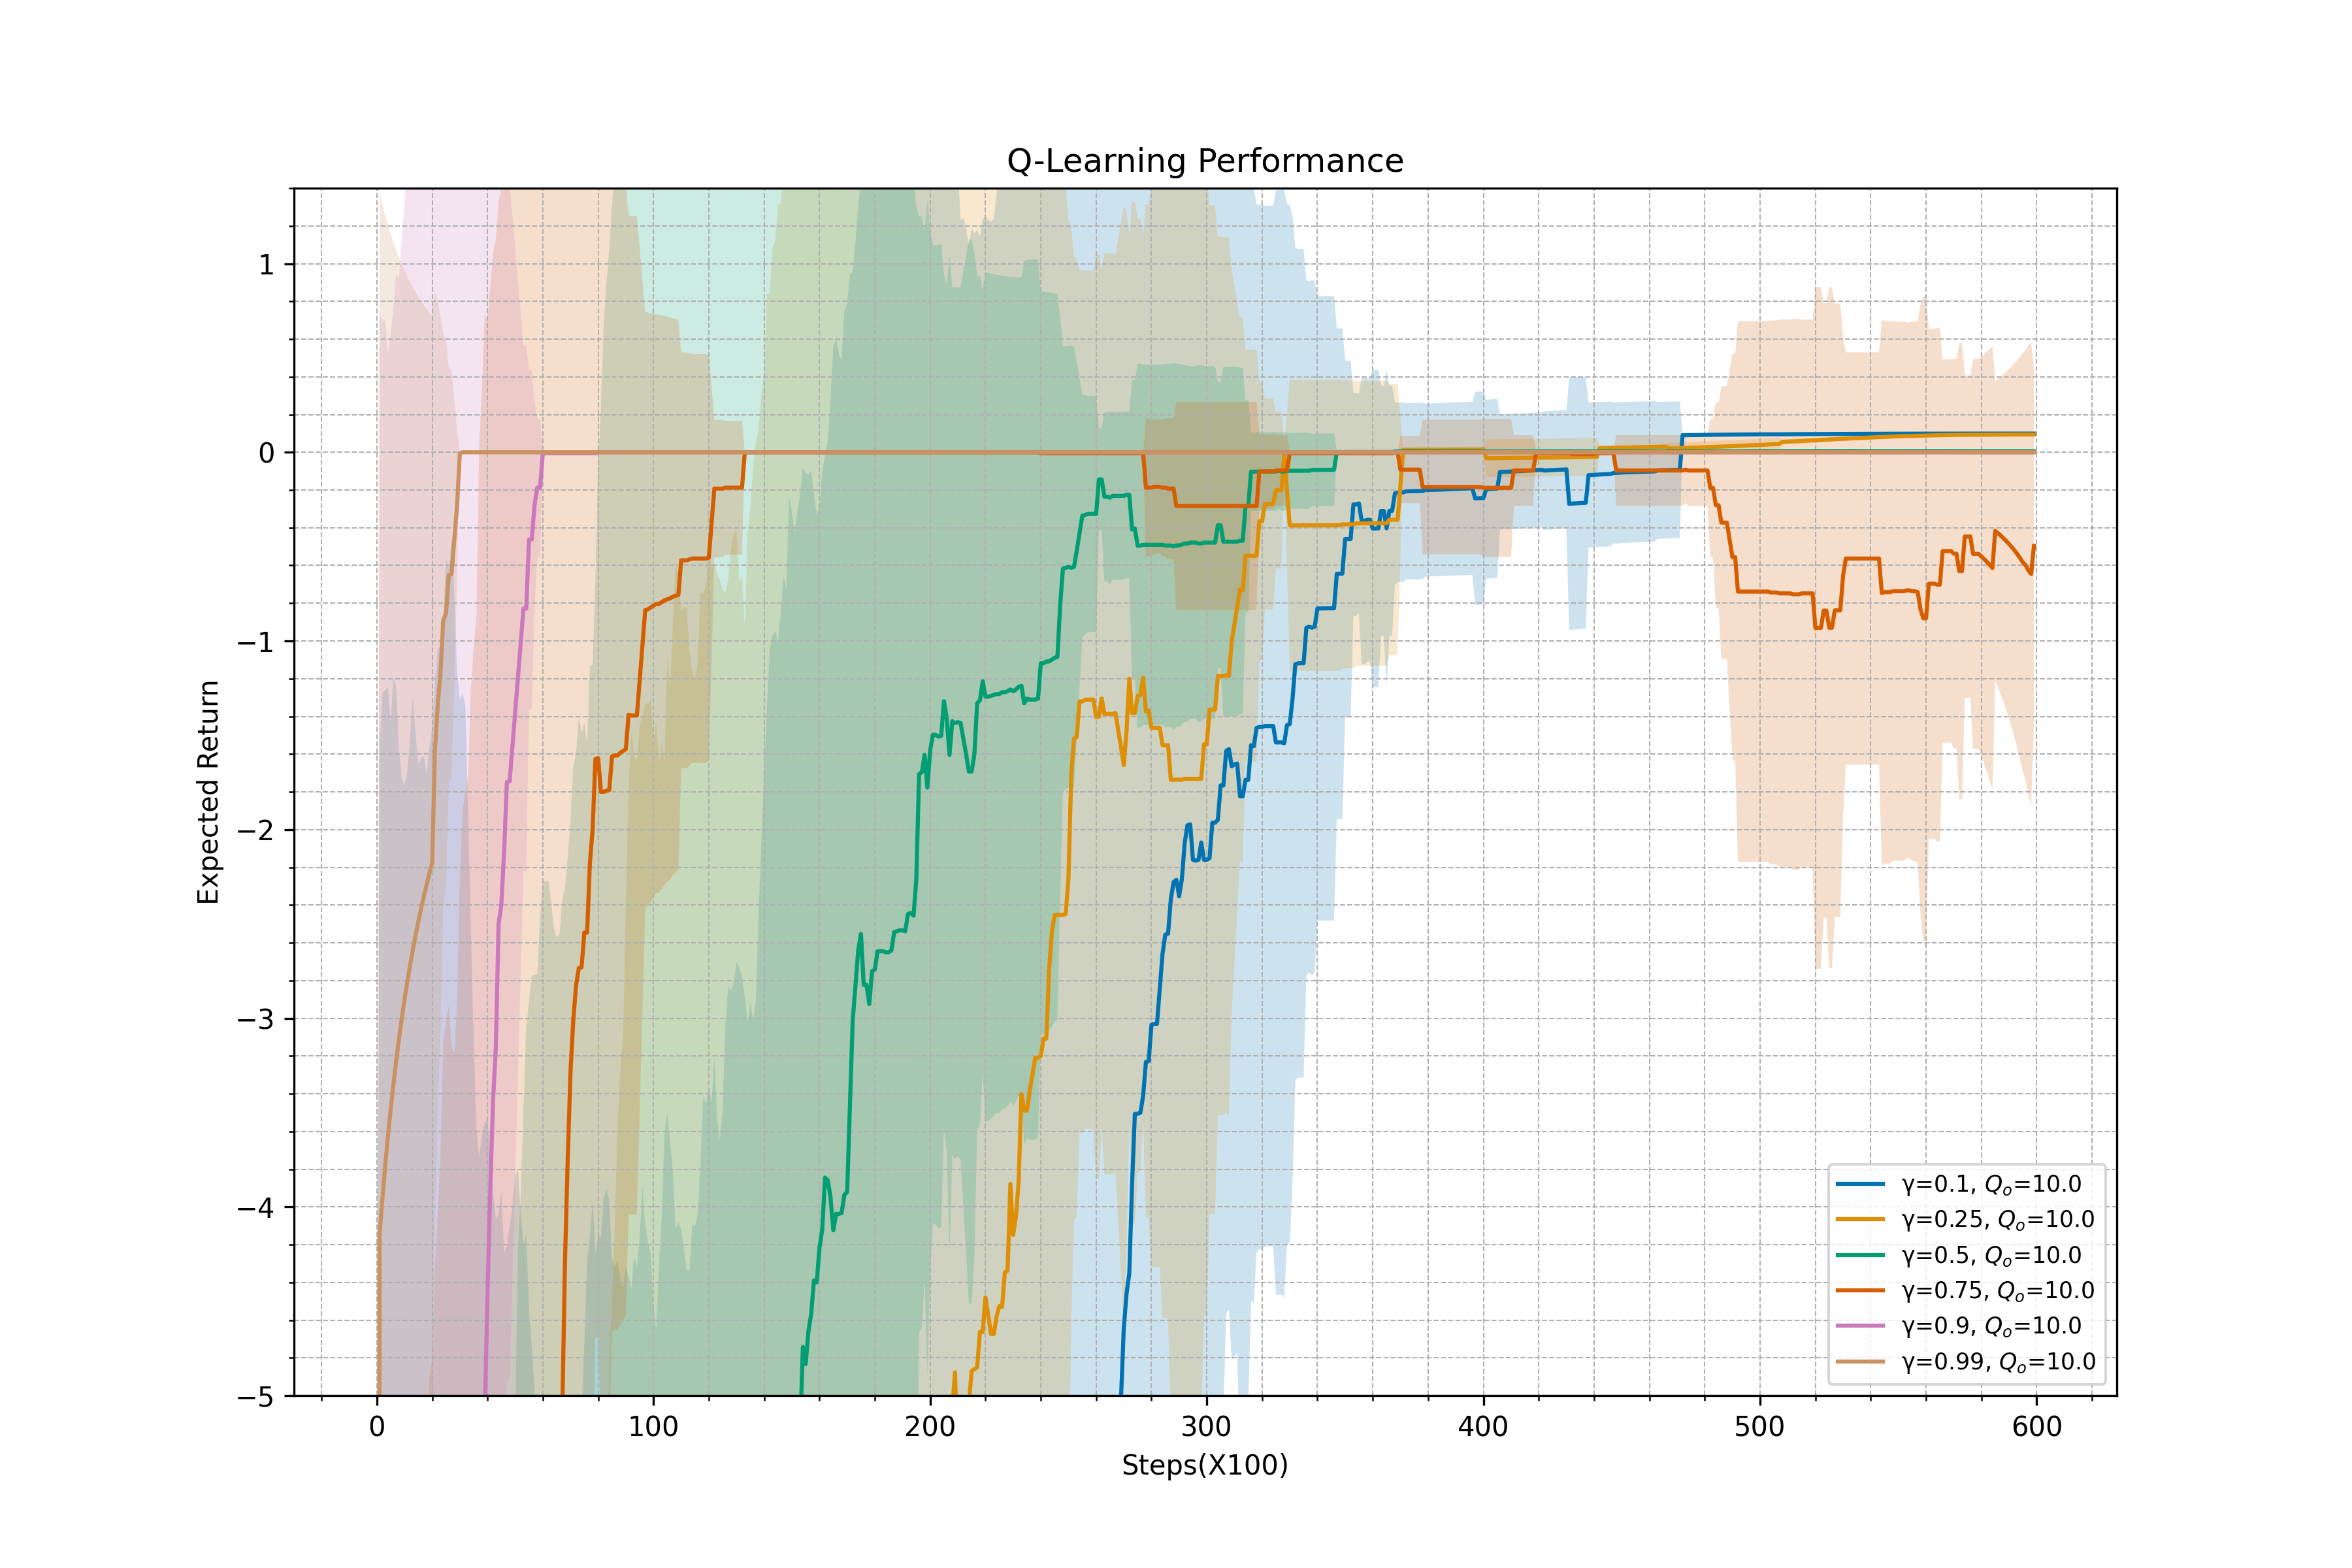 Q-Learning Performance
Expected Return
1
0
−1
−2
−3
−4
−5
0 100 200 300 400 500 600
Steps(X100)
γ=0.1, Qₒ=10.0
γ=0.25, Qₒ=10.0
γ=0.5, Qₒ=10.0
γ=0.75, Qₒ=10.0
γ=0.9, Qₒ=10.0
γ=0.99, Qₒ=10.0